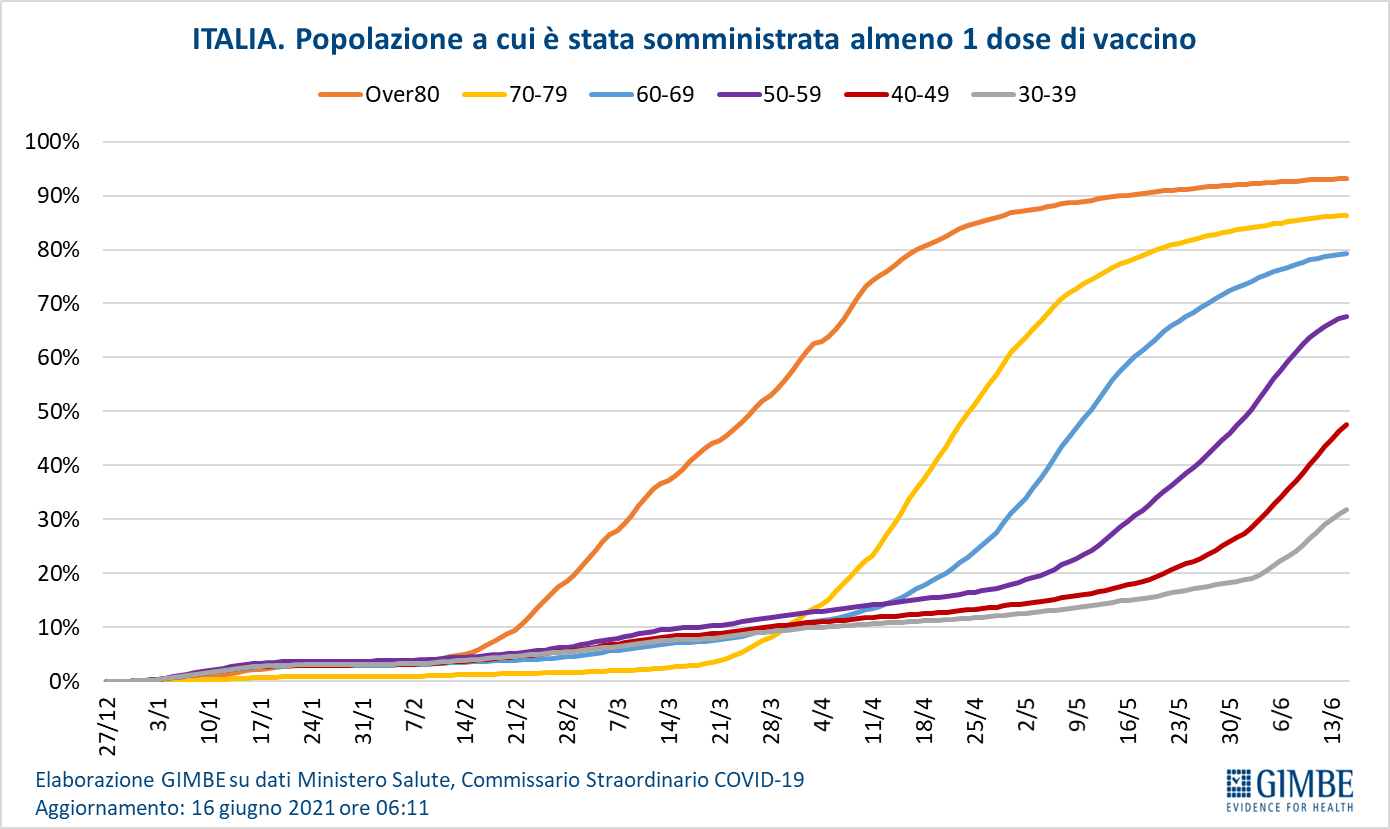 ITALIA. Popolazione a cui è stata somministrata almeno 1 dose di vaccino
Over80 70-79 60-69 50-59 40-49 30-39
100%
90%
80%
70%
60%
50%
40%
30%
20%
10%
0%
27/12 3/1 10/1 17/1 24/1 31/1 7/2 14/2 21/2 28/2 7/3 14/3 21/3 28/3 4/4 11/4 18/4 25/4 2/5 9/5 16/5 23/5 30/5 6/6 13/6
Elaborazione GIMBE su dati Ministero Salute, Commissario Straordinario COVID-19
Aggiornamento: 16 giugno 2021 ore 06:11
GIMBE
EVIDENCE FOR HEALTH